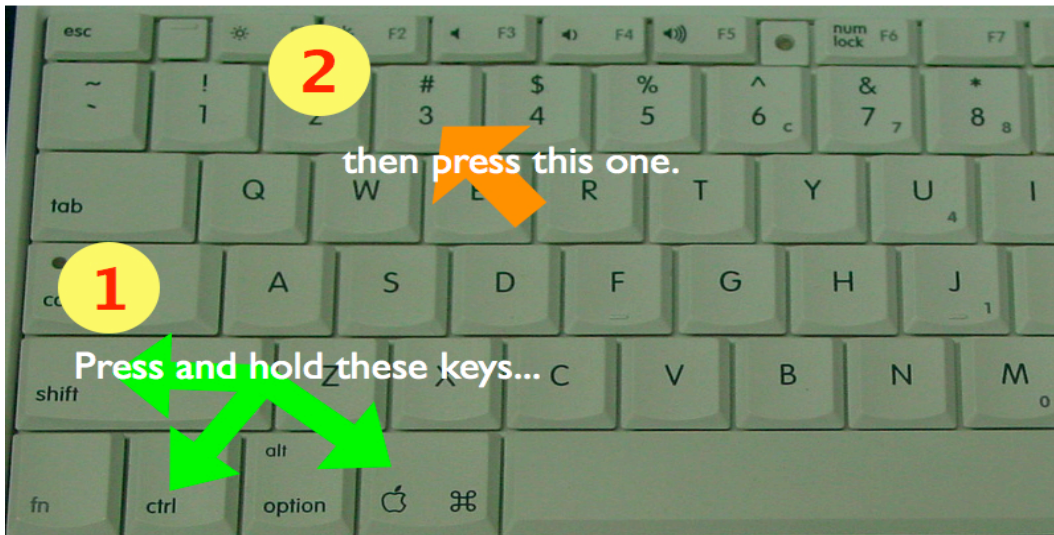 esc F2 F3 F4 F5 num lock F6 F7
2
~ ! # $ % ^ & *
` 1 2 3 4 5 6 c 7 7 8 8
then press this one.
tab Q W E R T Y U 4 I
1
A S D F G H J 1
Press and hold these keys...
shift Z X C V B N M 0
fn ctrl alt option ⌘